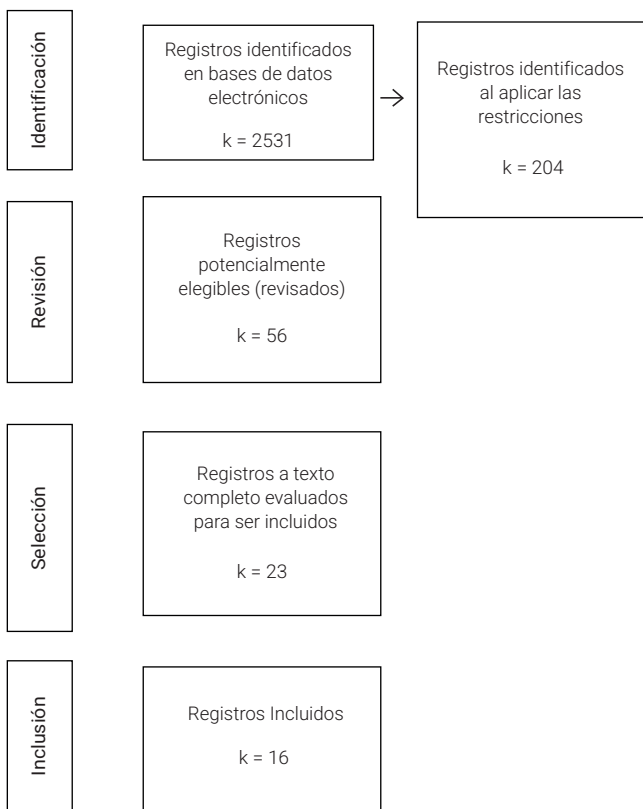 Identificación
Registros identificados
en bases de datos
electrónicos
k = 2531
Registros identificados
al aplicar las
restricciones
k = 204
Revisión
Registros
potencialmente
elegibles (revisados)
k = 56
Selección
Registros a texto
completo evaluados
para ser incluidos
k = 23
Inclusión
Registros Incluidos
k = 16